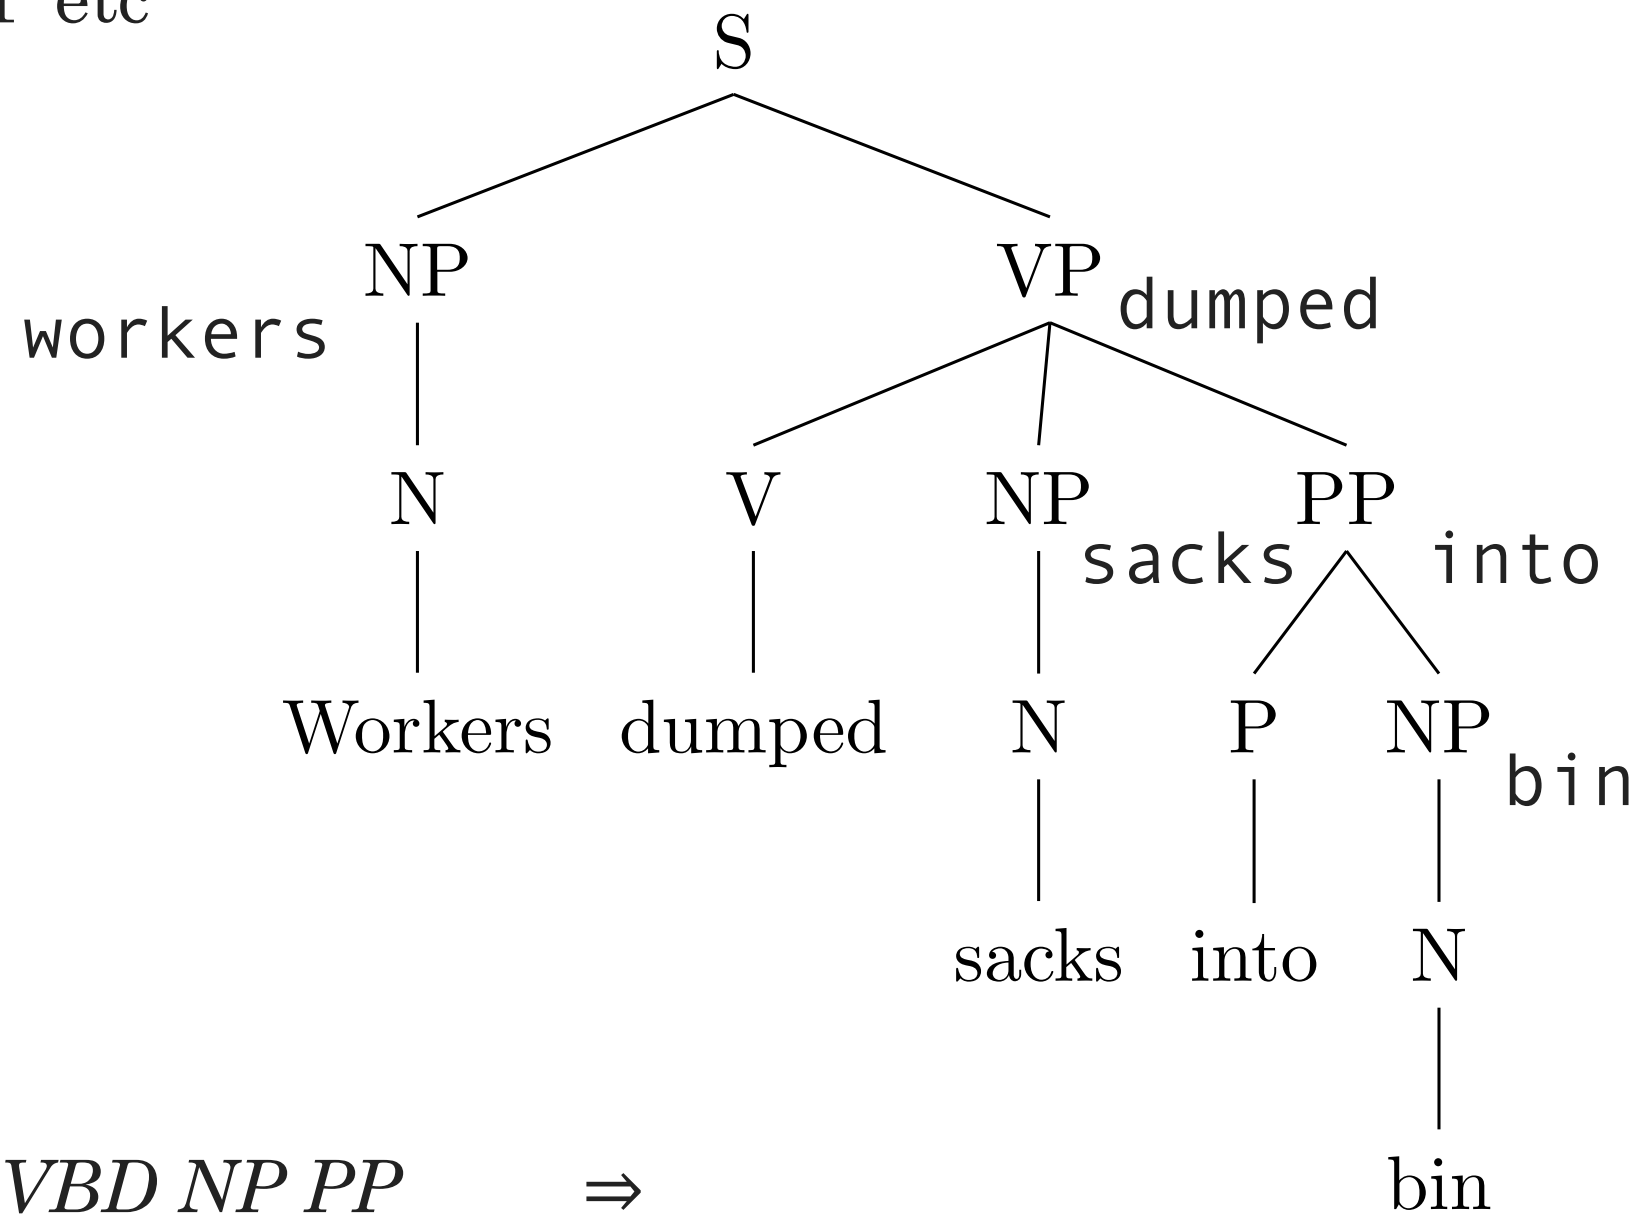 etc
S
NP VP
workers dumped
N V NP PP
sacks into
Workers dumped N P NP
bin
sacks into N
VBD NP PP ⇒ bin